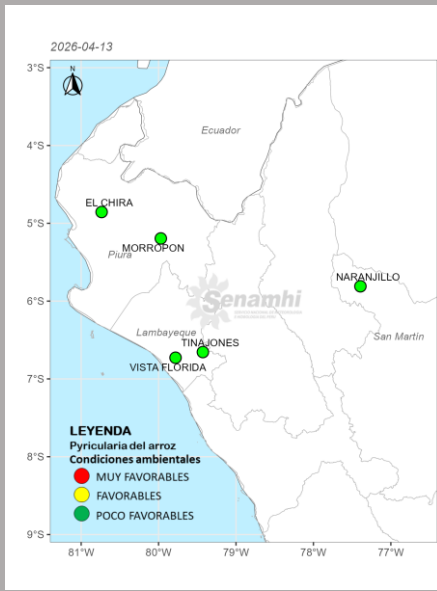 2026-04-13
3°S
N
4°S
Ecuador
EL CHIRA
5°S
MORROPON
Piura
NARANJILLO
6°S
Senamhi
Lambayeque
San Martin
TINAJONES
VISTA FLORIDA
7°S
LEYENDA
Pyricularia del arroz
Condiciones ambientales
8°S
MUY FAVORABLES
FAVORABLES
POCO FAVORABLES
9°S
81°W 80°W 79°W 78°W 77°W